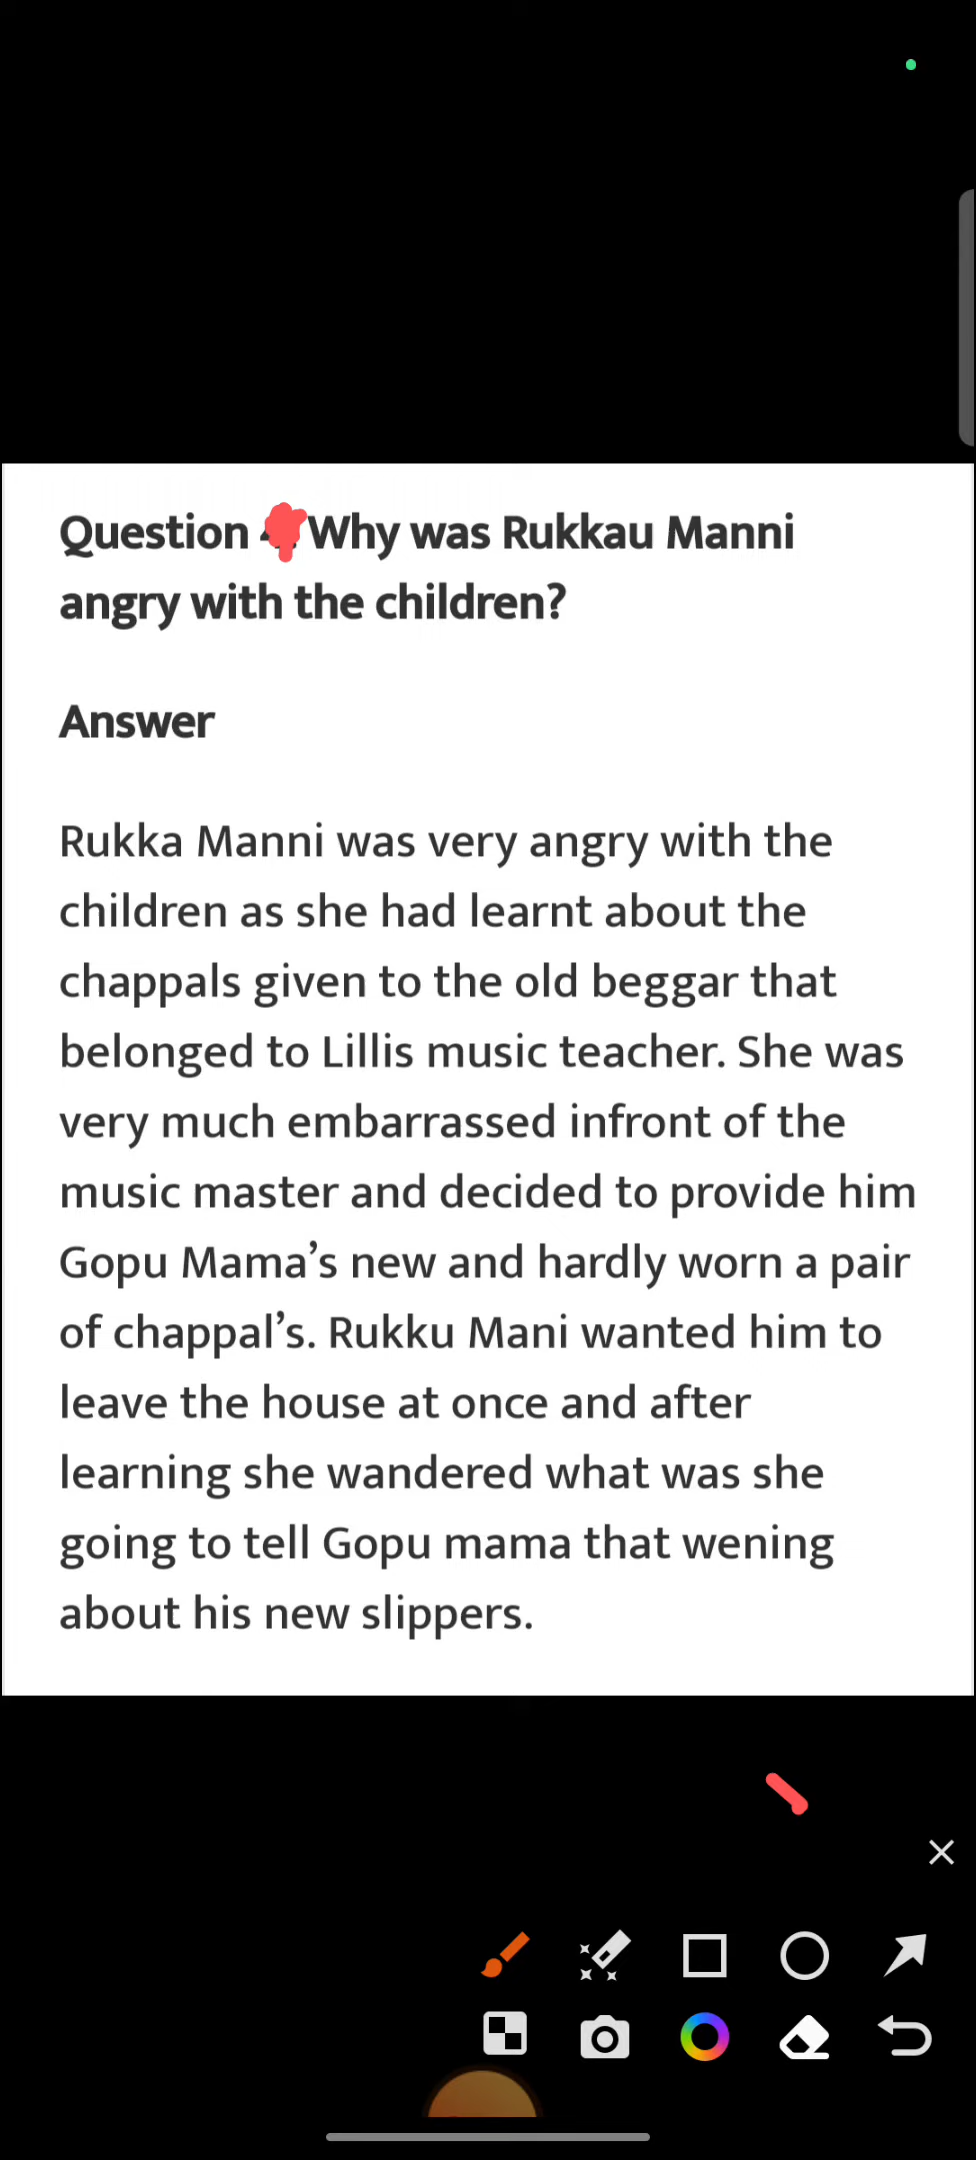 Question Why was Rukkau Manni
angry with the children?
Answer
Rukka Manni was very angry with the
children as she had learnt about the
chappals given to the old beggar that
belonged to Lillis music teacher. She was
very much embarrassed infront of the
music master and decided to provide him
Gopu Mama’s new and hardly worn a pair
of chappal’s. Rukku Mani wanted him to
leave the house at once and after
learning she wandered what was she
going to tell Gopu mama that wening
about his new slippers.